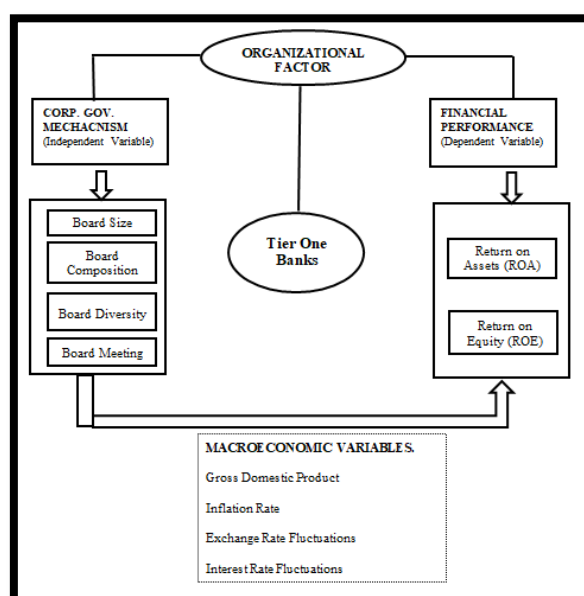 ORGANIZATIONAL
FACTOR
CORP. GOV.
MECHACNISM
(Independent Variable)
FINANCIAL
PERFORMANCE
(Dependent Variable)
Board Size
Board
Composition
Board Diversity
Board Meeting
Tier One
Banks
Return on
Assets (ROA)
Return on
Equity (ROE)
MACROECONOMIC VARIABLES.
Gross Domestic Product
Inflation Rate
Exchange Rate Fluctuations
Interest Rate Fluctuations